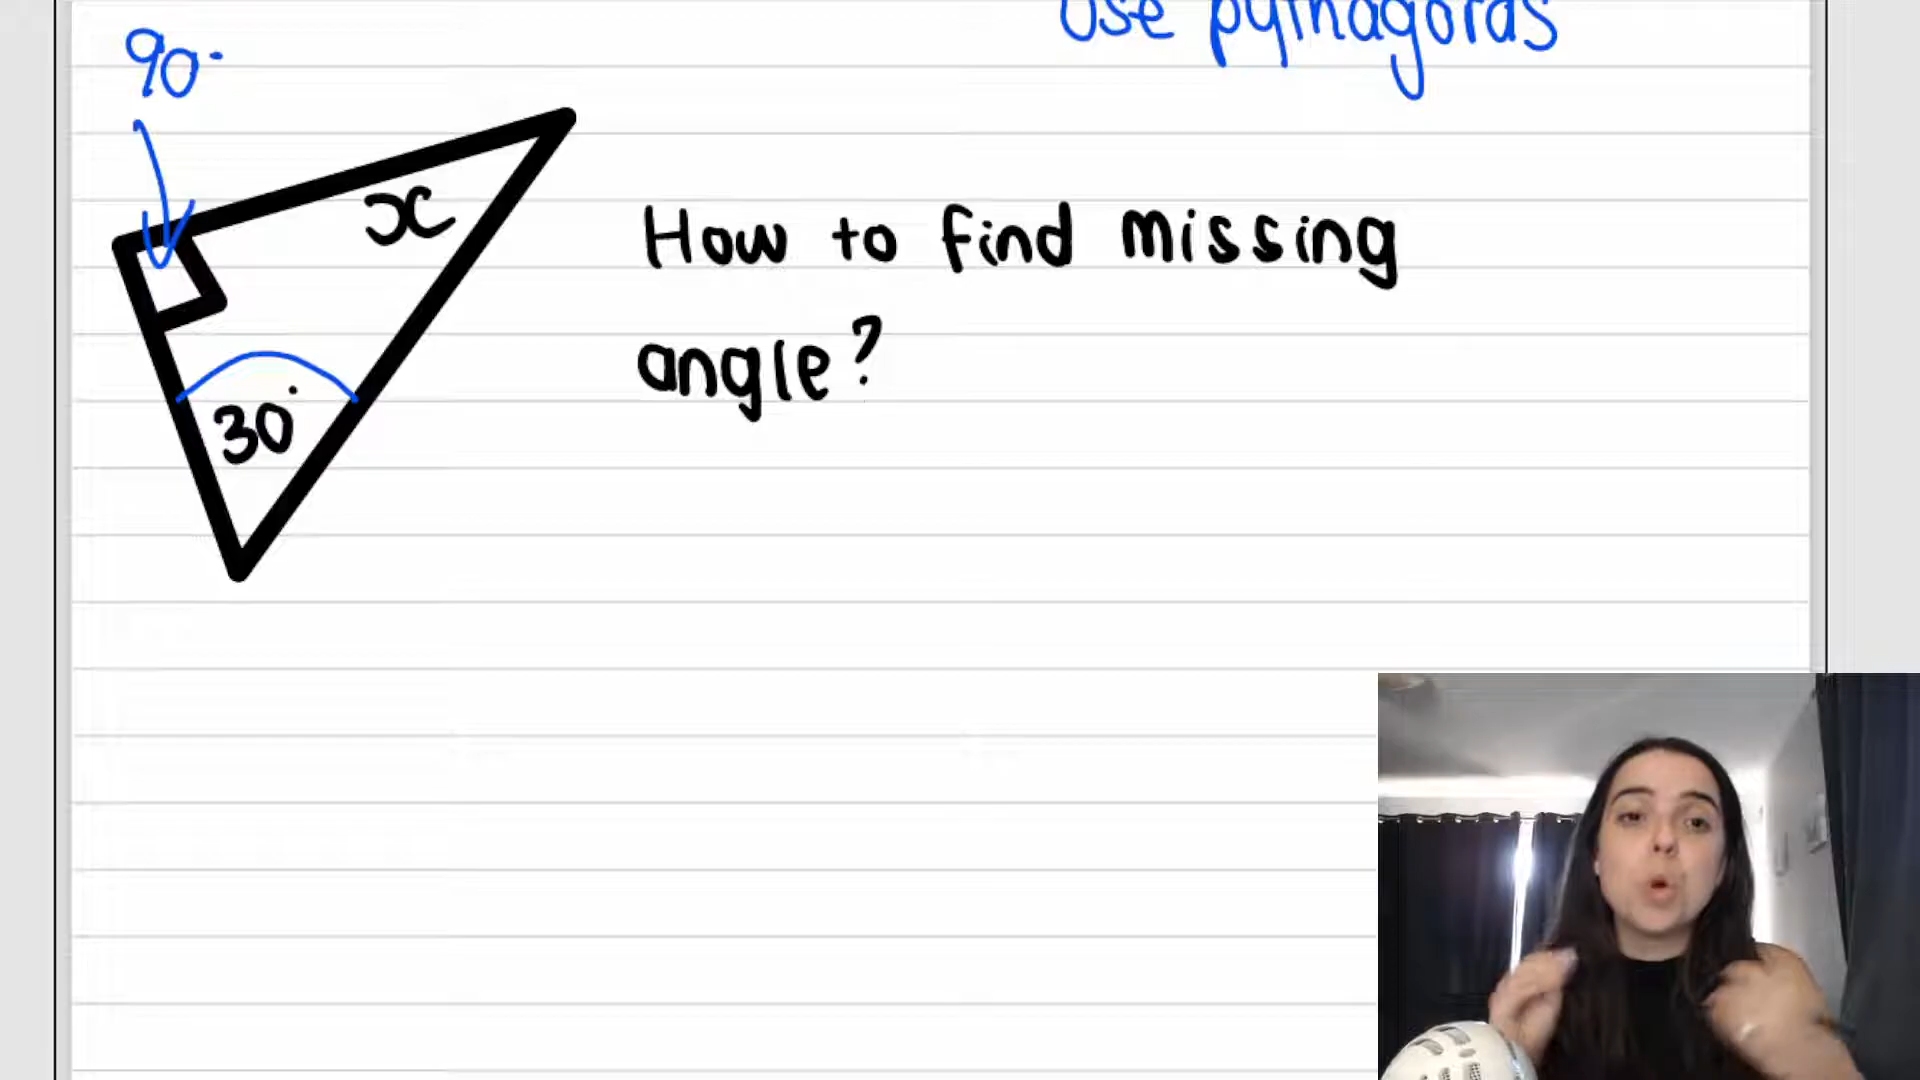 Use pythagoras
90°
x
How to find missing
angle?
30°